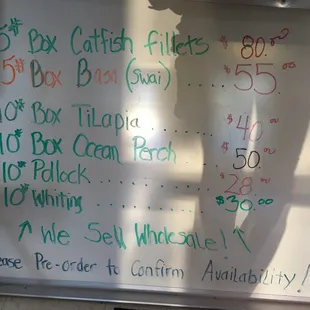 5# Box Catfish fillets $80.00
5# Box Basa (Swai) ..... $55.00
10# Box Tilapia ....... $40.00
10# Box Ocean Perch ..... $50.00
10# Pollock ........... $28.00
10# Whiting ........... $30.00
↑ We Sell Wholesale! ↑
Pre-order to Confirm Availability!